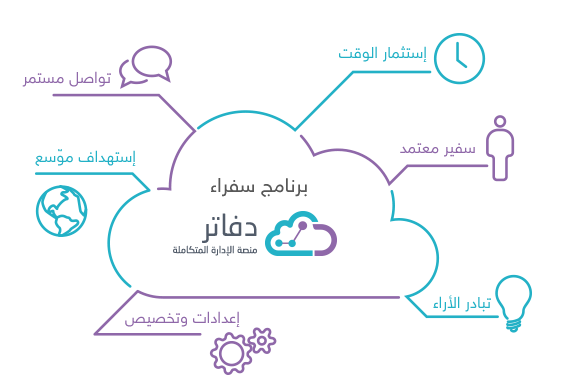 إستثمار الوقت
تواصل مستمر
سفير معتمد
إستهداف موّسع
برنامج سفراء
دفاتر
منصة الإدارة المتكاملة
تبادر الأراء
إعدادات وتخصيص